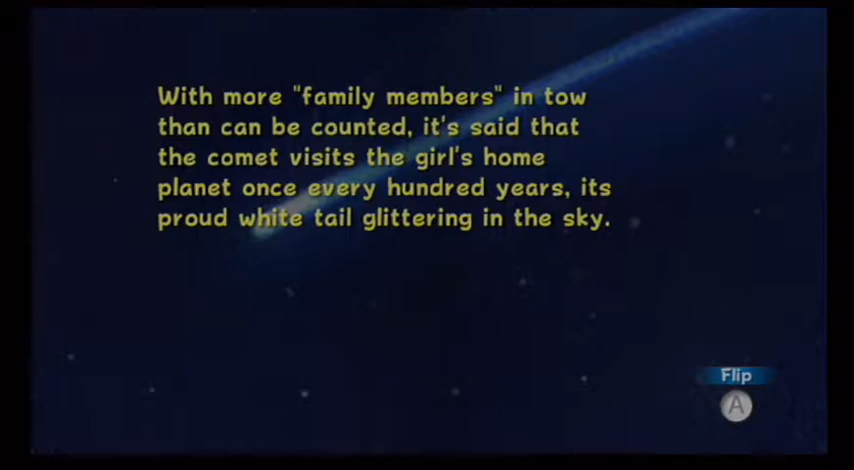 With more "family members" in tow
than can be counted, it's said that
the comet visits the girl's home
planet once every hundred years, its
proud white tail glittering in the sky.
Flip
A